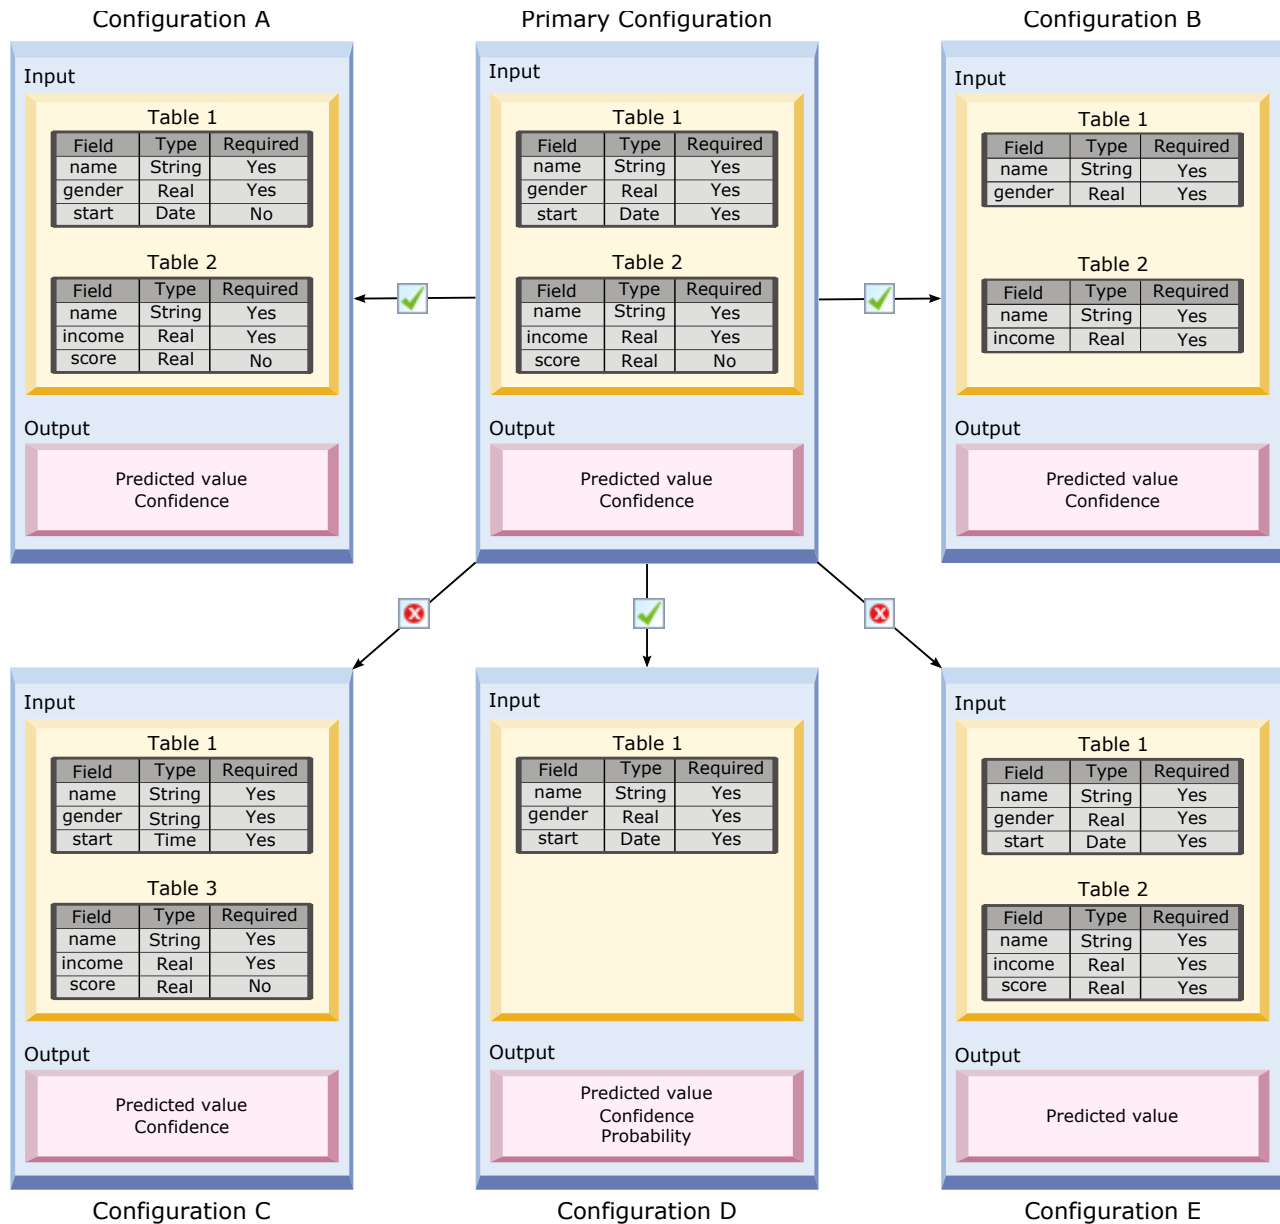 Configuration A
Input
Table 1
Field Type Required
name String Yes
gender Real Yes
start Date No
Table 2
Field Type Required
name String Yes
income Real Yes
score Real No
Output
Predicted value
Confidence
Primary Configuration
Input
Table 1
Field Type Required
name String Yes
gender Real Yes
start Date Yes
Table 2
Field Type Required
name String Yes
income Real Yes
score Real No
Output
Predicted value
Confidence
Configuration B
Input
Table 1
Field Type Required
name String Yes
gender Real Yes
Table 2
Field Type Required
name String Yes
income Real Yes
Output
Predicted value
Confidence
Input
Table 1
Field Type Required
name String Yes
gender String Yes
start Time Yes
Table 3
Field Type Required
name String Yes
income Real Yes
score Real No
Output
Predicted value
Confidence
Configuration C
Input
Table 1
Field Type Required
name String Yes
gender Real Yes
start Date Yes
Output
Predicted value
Confidence
Probability
Configuration D
Input
Table 1
Field Type Required
name String Yes
gender Real Yes
start Date Yes
Table 2
Field Type Required
name String Yes
income Real Yes
score Real Yes
Output
Predicted value
Configuration E